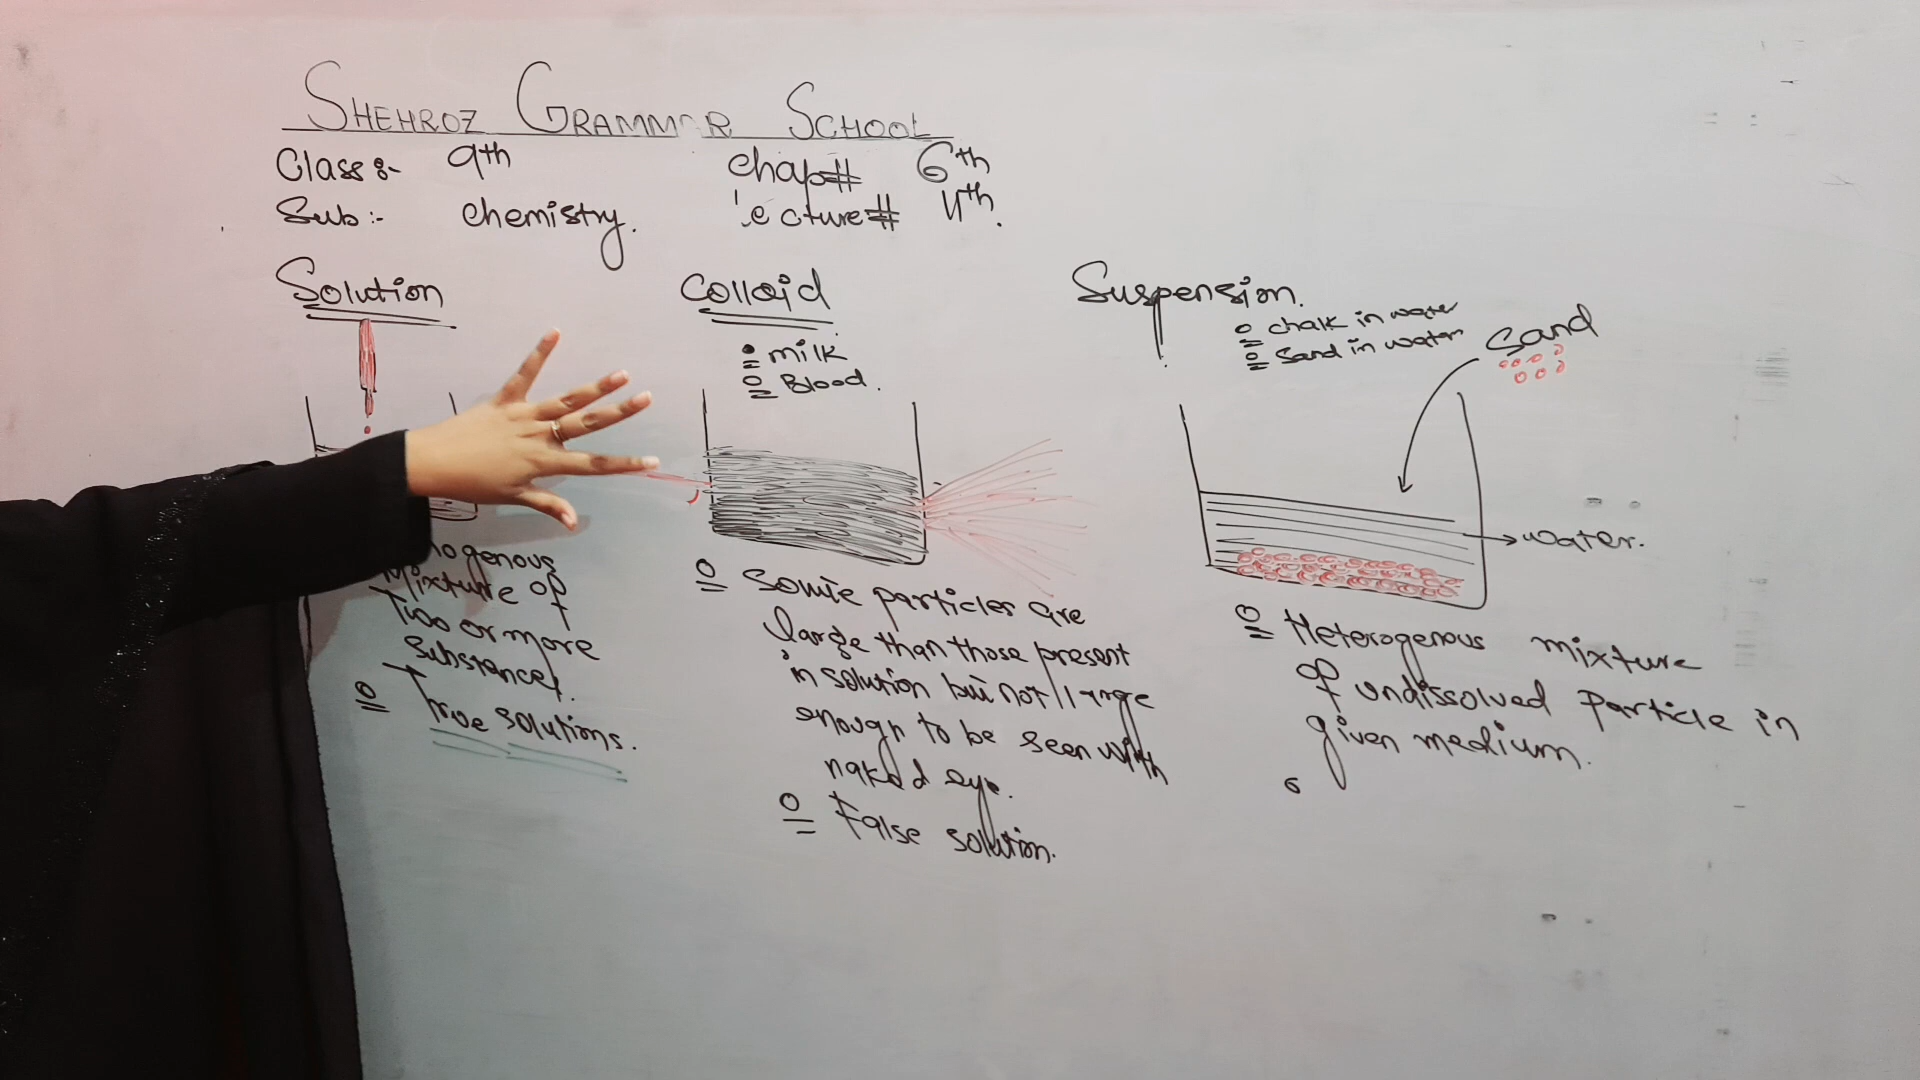 SHEHROZ GRAMMAR SCHOOL
Class:- 9th chap# 6th
Sub:- chemistry. Lecture# 4th.
Solution
mogenous
Mixture of
Two or more
Substances.
True solutions.
Colloid
milk
Blood.
Some particles are
large than those present
in solution but not large
enough to be seen with
naked eye.
False solution.
Suspension.
chalk in water
Sand in water
Sand
water.
Heterogenous mixture
of undissolved particle in
given medium.